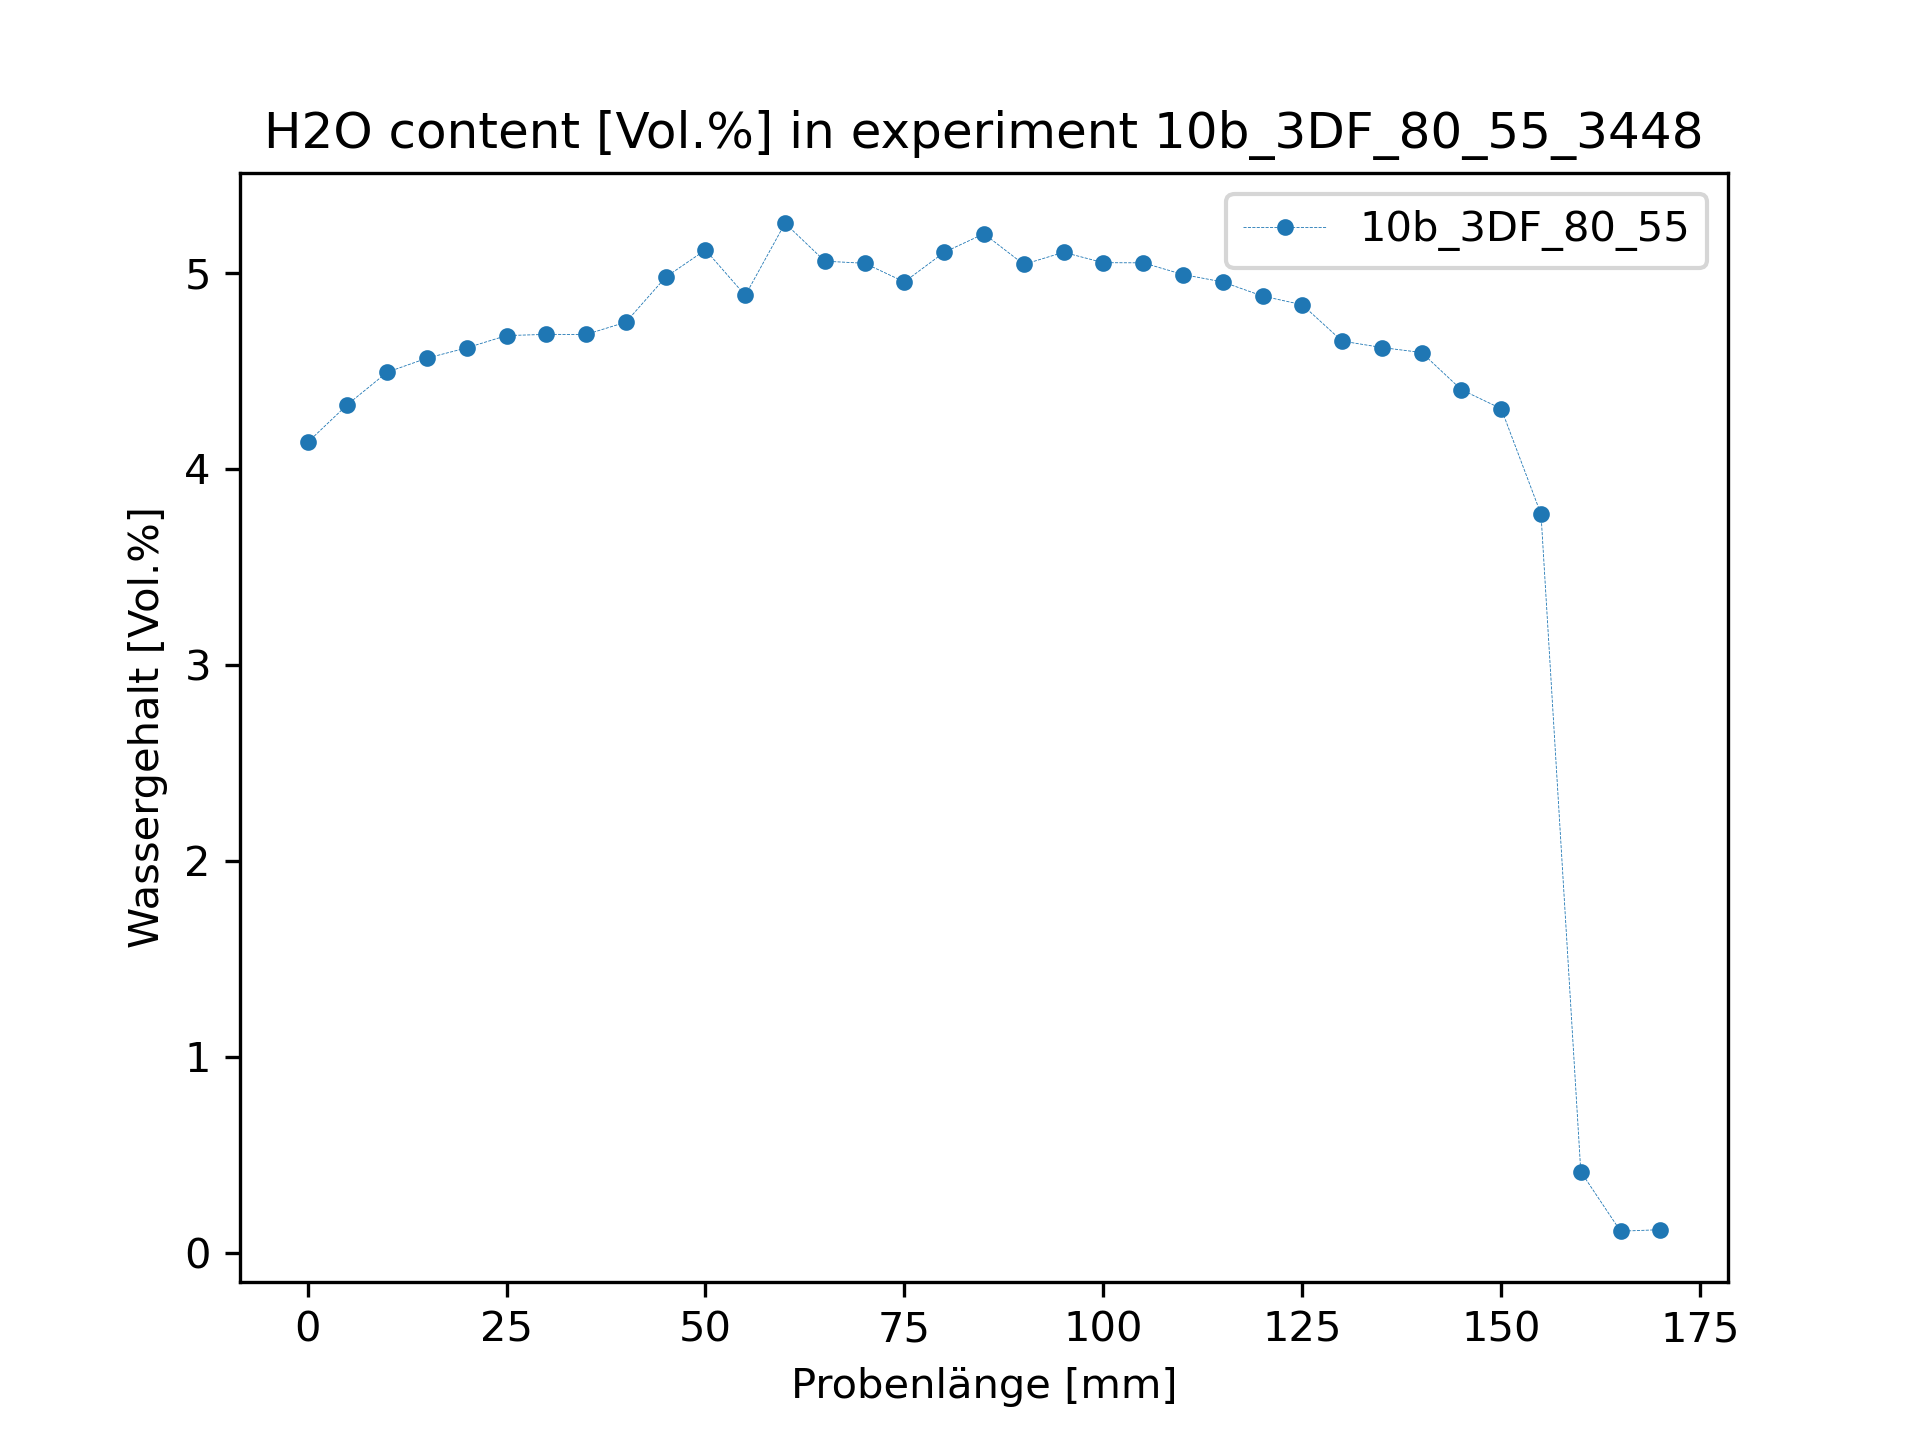 H2O content [Vol.%] in experiment 10b_3DF_80_55_3448
10b_3DF_80_55
5
4
3
2
1
0
Wassergehalt [Vol.%]
0 25 50 75 100 125 150 175
Probenlänge [mm]